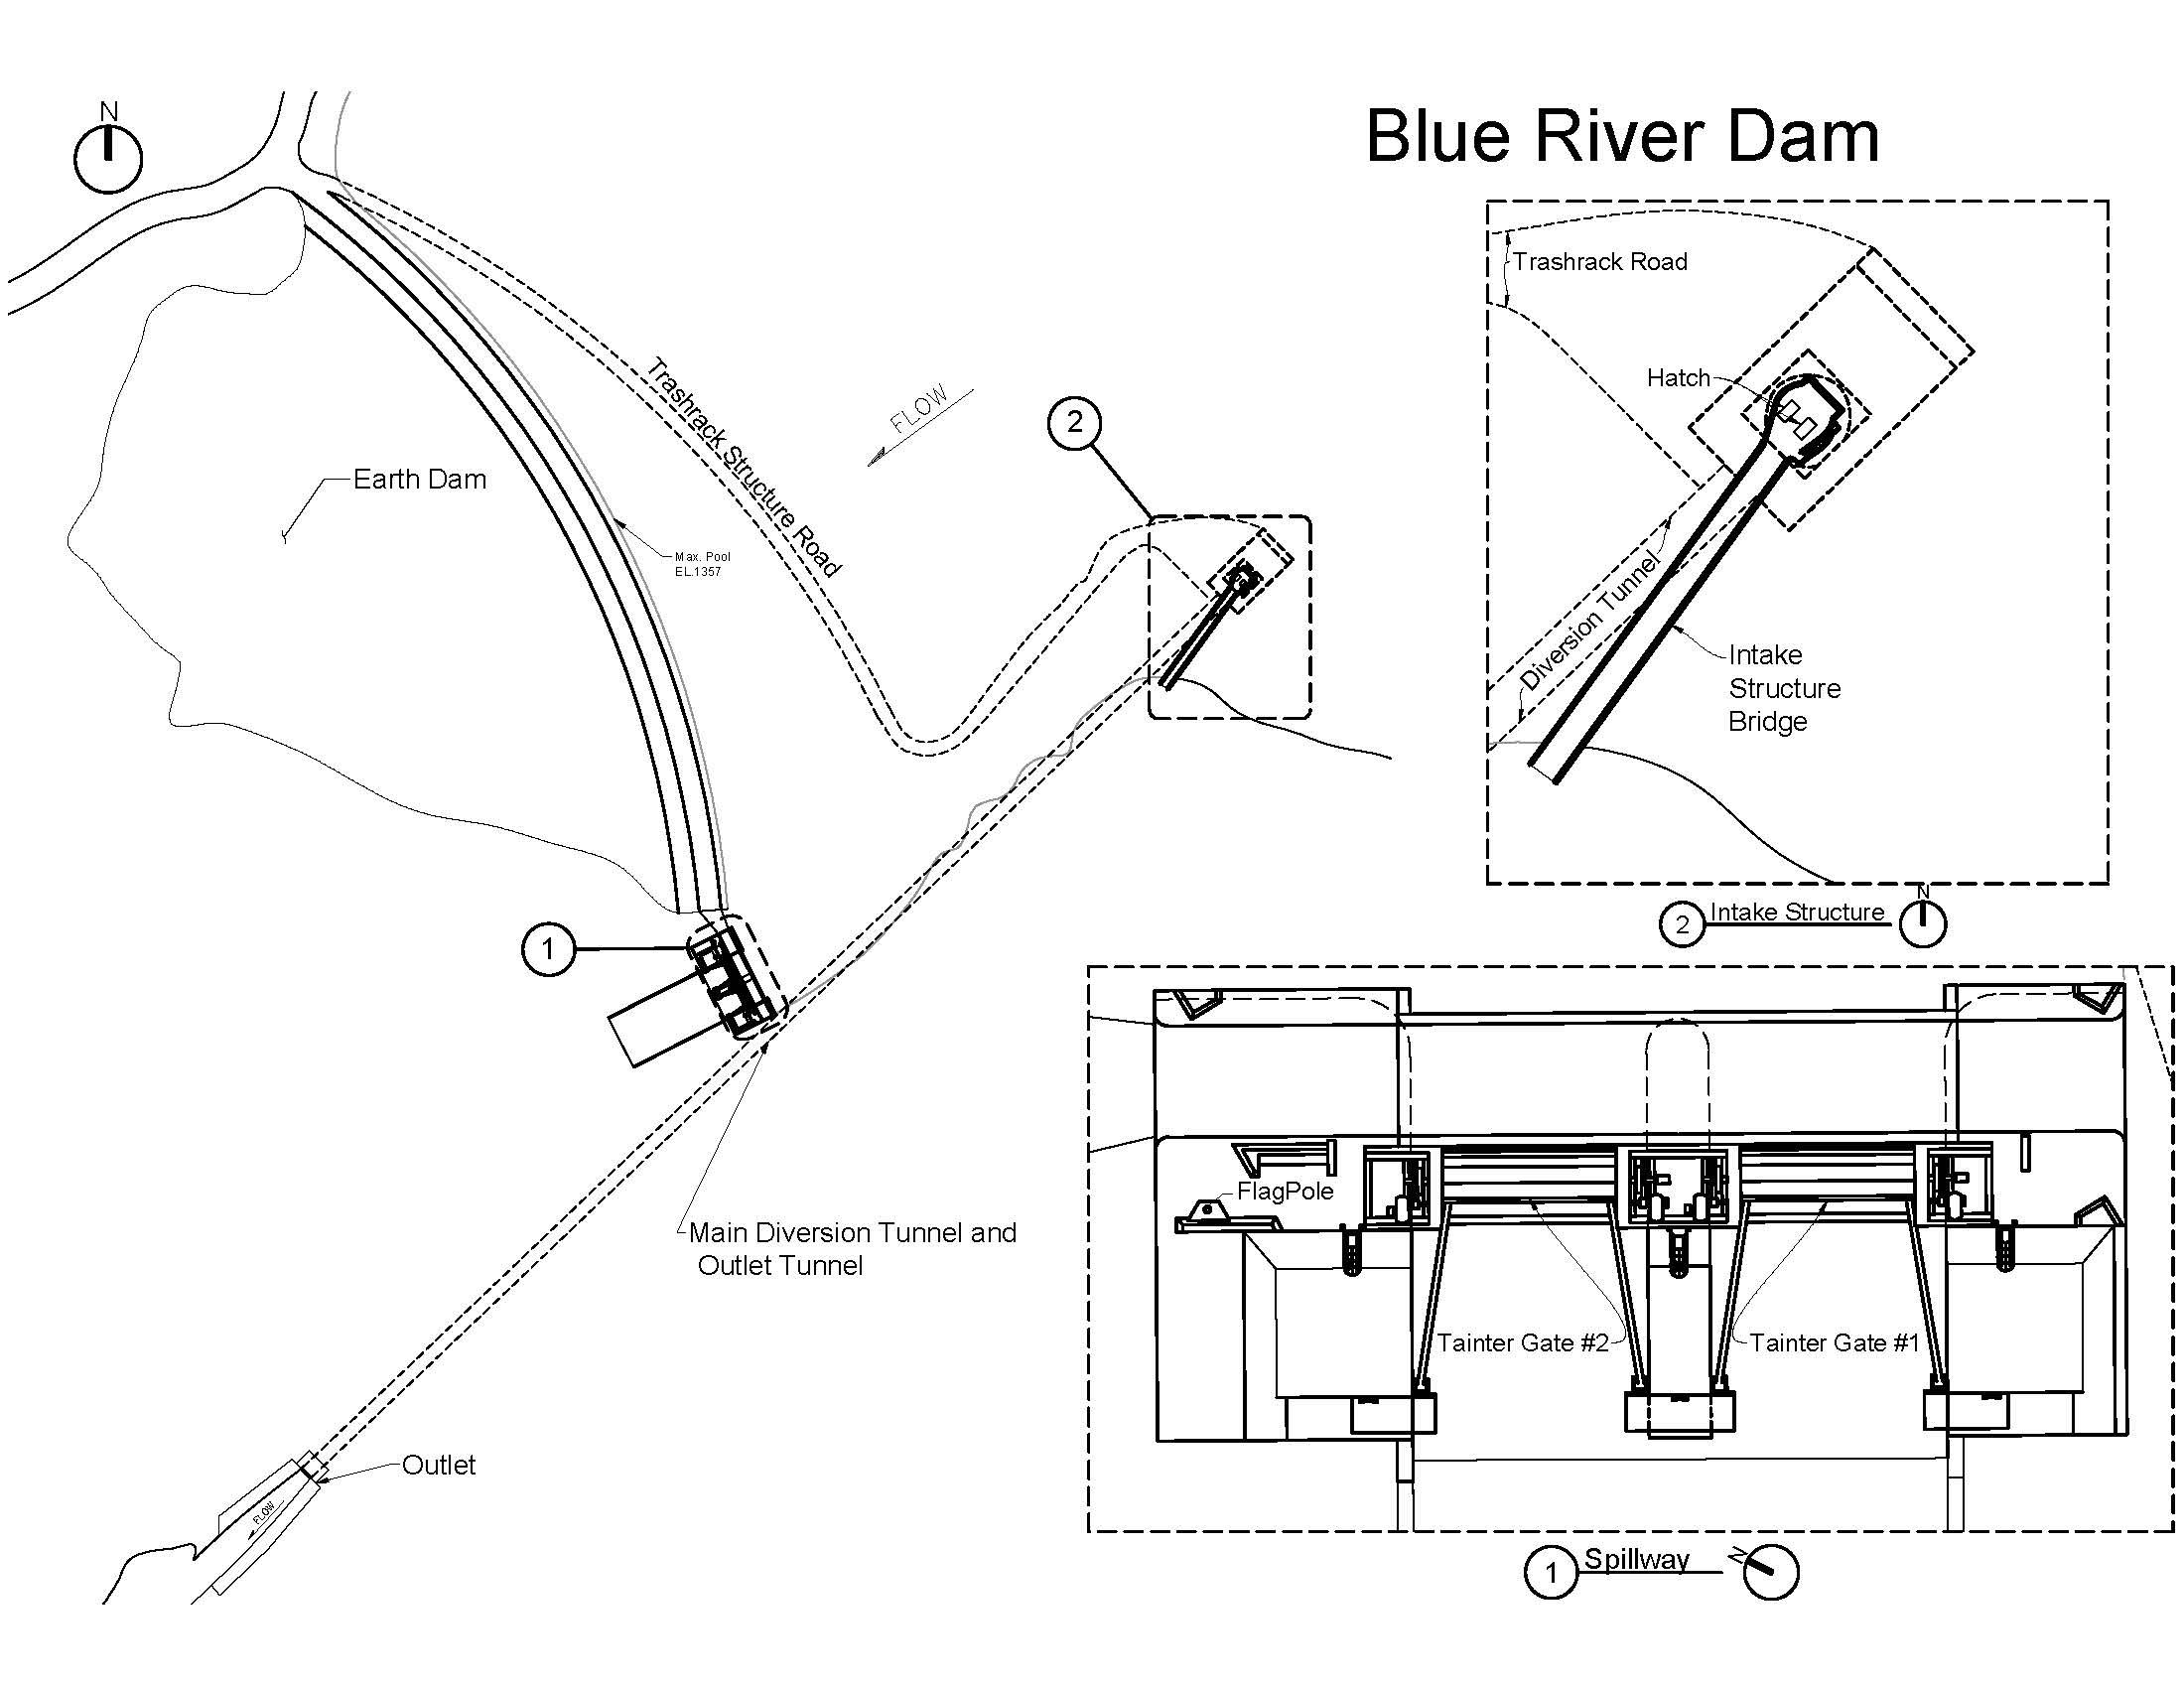 Blue River Dam
N
Trashrack Structure Road
FLOW
2
Earth Dam
Max. Pool
EL.1357
1
Main Diversion Tunnel and
Outlet Tunnel
Outlet
FLOW
Trashrack Road
Hatch
Diversion Tunnel
Intake
Structure
Bridge
2 Intake Structure
N
FlagPole
Tainter Gate #2
Tainter Gate #1
1 Spillway
N